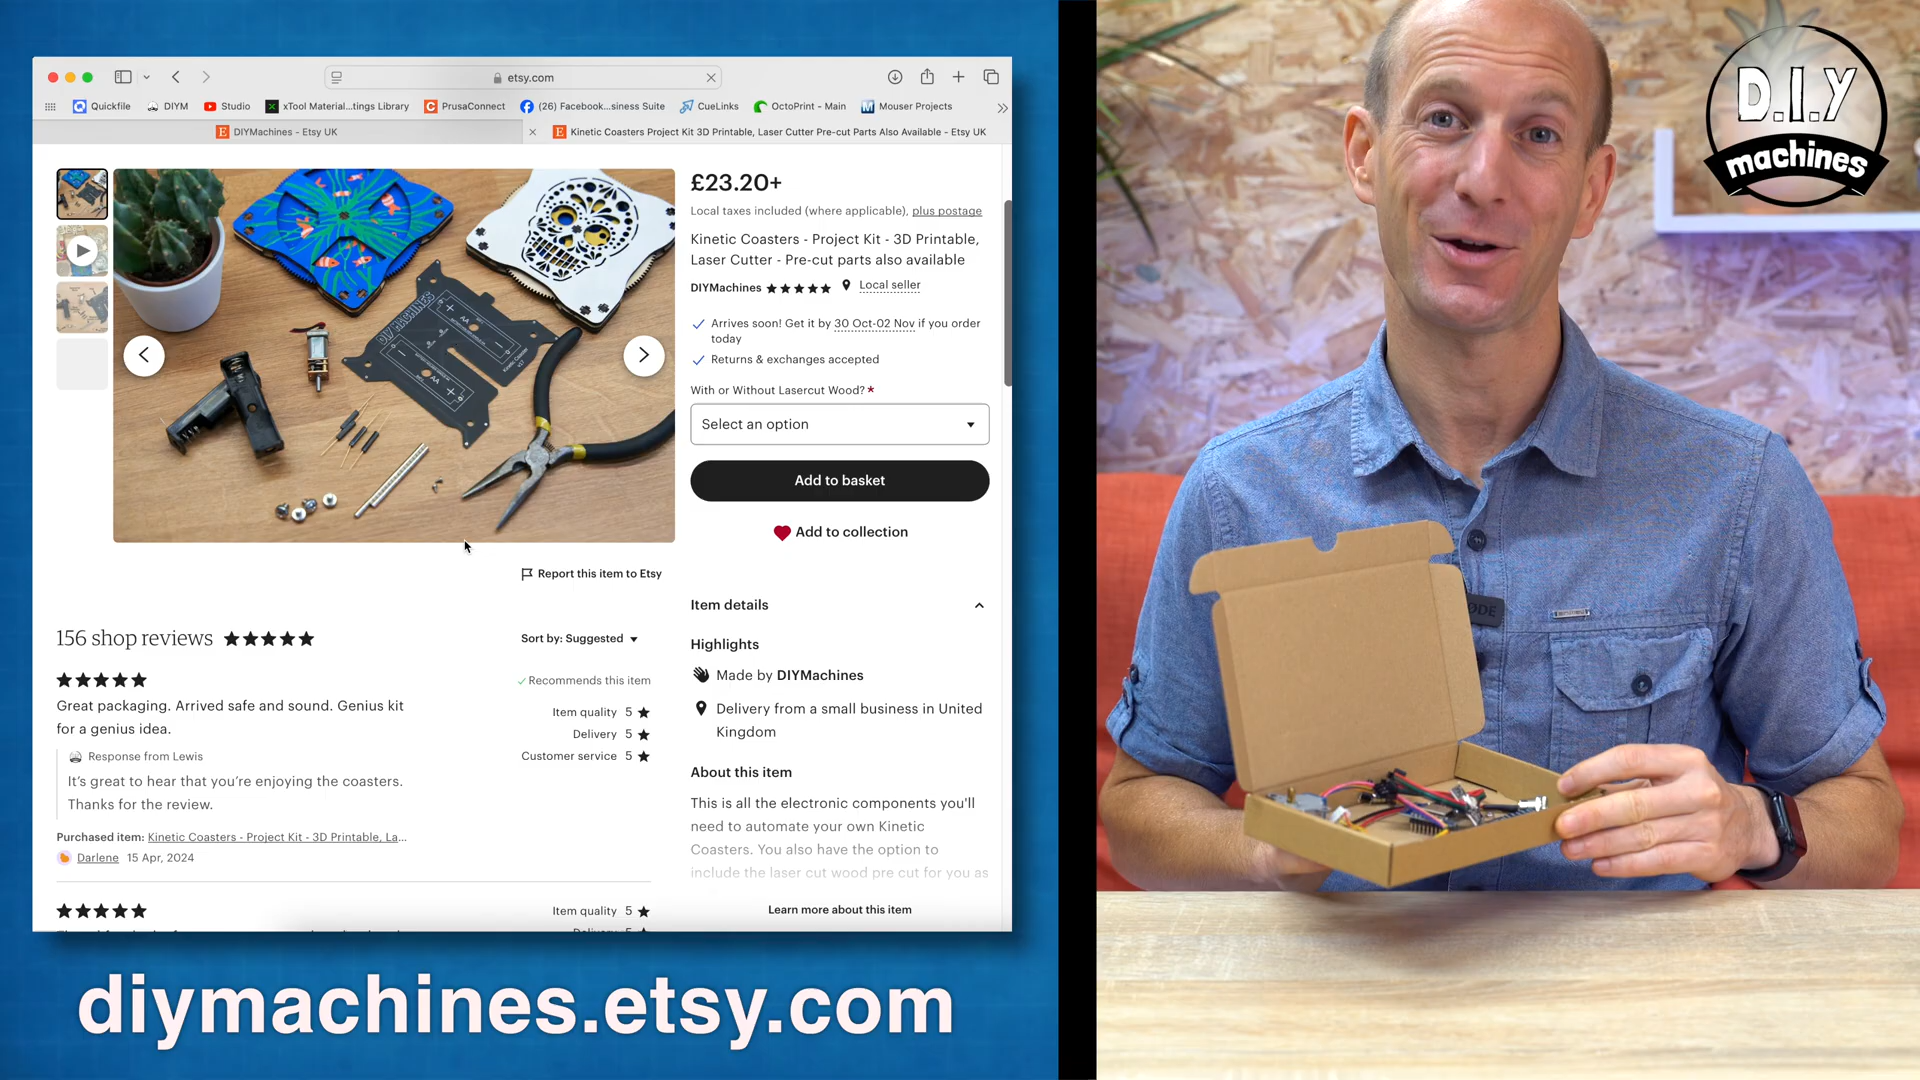 etsy.com
Quickfile
DIYM
Studio
xTool Material...tings Library
PrusaConnect
(26) Facebook...siness Suite
CueLinks
OctoPrint - Main
Mouser Projects
DIYMachines - Etsy UK
Kinetic Coasters Project Kit 3D Printable, Laser Cutter Pre-cut Parts Also Available - Etsy UK
£23.20+
Local taxes included (where applicable), plus postage
Kinetic Coasters - Project Kit - 3D Printable,
Laser Cutter - Pre-cut parts also available
DIYMachines
Local seller
Arrives soon! Get it by 30 Oct-02 Nov if you order
today
Returns & exchanges accepted
With or Without Lasercut Wood? *
Select an option
Add to basket
Add to collection
DIY MACHINES
AA
AA
Report this item to Etsy
156 shop reviews
Sort by: Suggested
Recommends this item
Great packaging. Arrived safe and sound. Genius kit
for a genius idea.
Item quality 5
Delivery 5
Customer service 5
Response from Lewis
It's great to hear that you're enjoying the coasters.
Thanks for the review.
Purchased item: Kinetic Coasters - Project Kit - 3D Printable, La...
Darlene 15 Apr, 2024
Item quality 5
Item details
Highlights
Made by DIYMachines
Delivery from a small business in United
Kingdom
About this item
This is all the electronic components you'll
need to automate your own Kinetic
Coasters. You also have the option to
include the laser cut wood pre cut for you as
Learn more about this item
diymachines.etsy.com
D.I.Y
machines